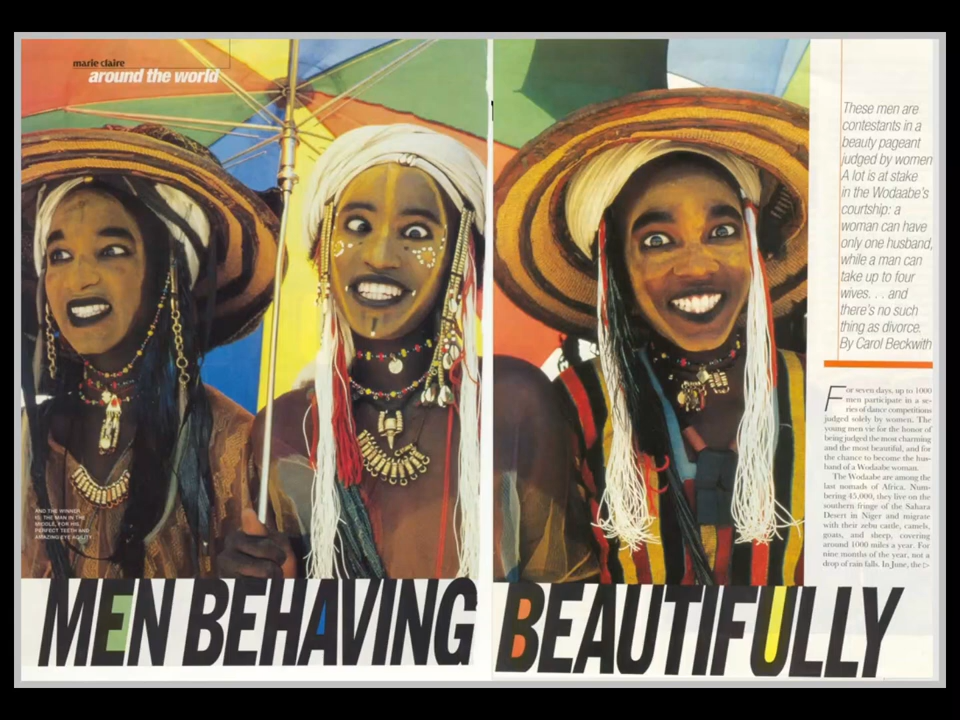 marie claire
around the world
AND THE WINNER
IS: THE MAN IN THE
MIDDLE, FOR HIS
PERFECT TEETH AND
AMAZING EYE AGILITY
MEN BEHAVING BEAUTIFULLY
These men are
contestants in a
beauty pageant
judged by women
A lot is at stake
in the Wodaabe's
courtship: a
woman can have
only one husband,
while a man can
take up to four
wives. . . and
there's no such
thing as divorce.
By Carol Beckwith
For seven days, up to 1000
men participate in a se-
ries of dance competitions
judged solely by women. The
young men vie for the honor of
being judged the most charming
and the most beautiful, and for
the chance to become the hus-
band of a Wodaabe woman.
The Wodaabe are among the
last nomads of Africa. Num-
bering 45,000, they live on the
southern fringe of the Sahara
Desert in Niger and migrate
with their zebu cattle, camels,
goats, and sheep, covering
around 1000 miles a year. For
nine months of the year, not a
drop of rain falls. In June, the ▷